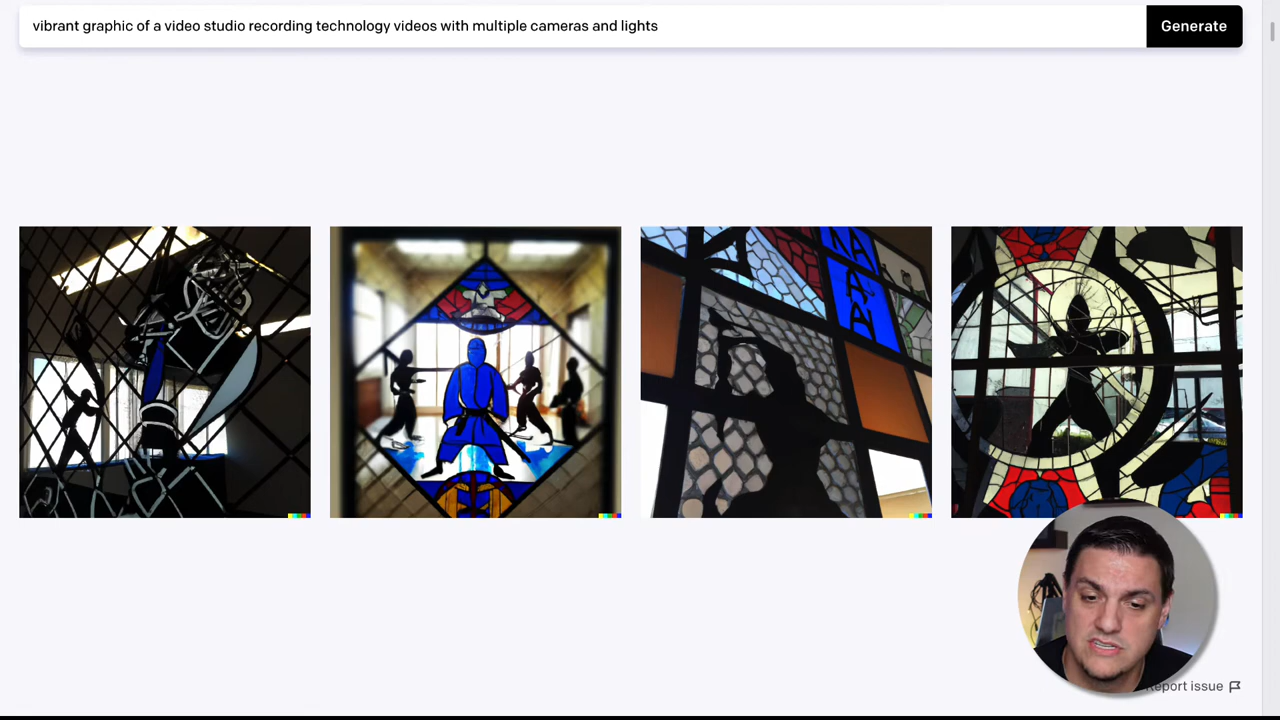 vibrant graphic of a video studio recording technology videos with multiple cameras and lights
Generate
Report issue